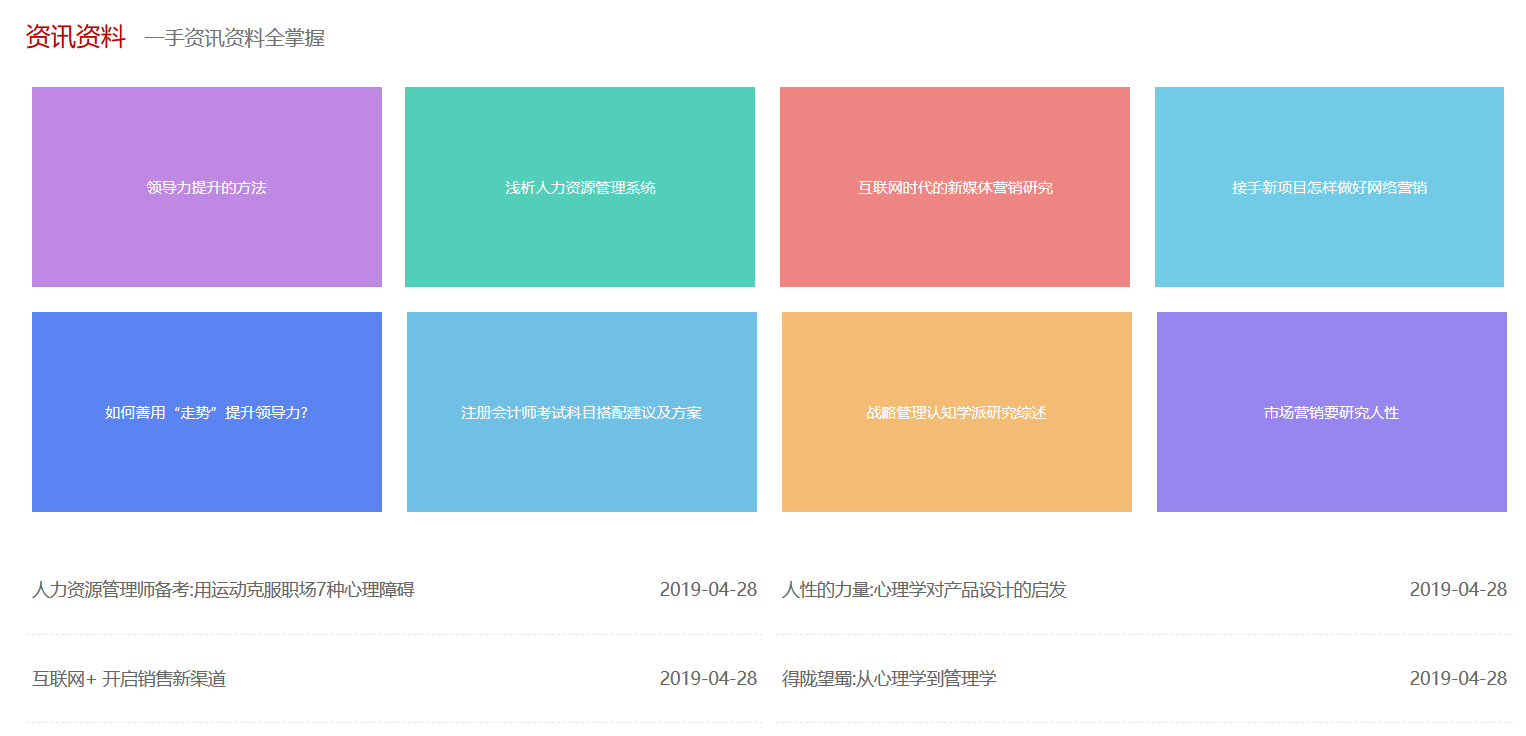 资讯资料 一手资讯资料全掌握
领导力提升的方法
浅析人力资源管理系统
互联网时代的新媒体营销研究
接手新项目怎样做好网络营销
如何善用“走势”提升领导力?
注册会计师考试科目搭配建议及方案
战略管理认知学派研究综述
市场营销要研究人性
人力资源管理师备考:用运动克服职场7种心理障碍 2019-04-28
人性的力量:心理学对产品设计的启发 2019-04-28
互联网+ 开启销售新渠道 2019-04-28
得陇望蜀:从心理学到管理学 2019-04-28